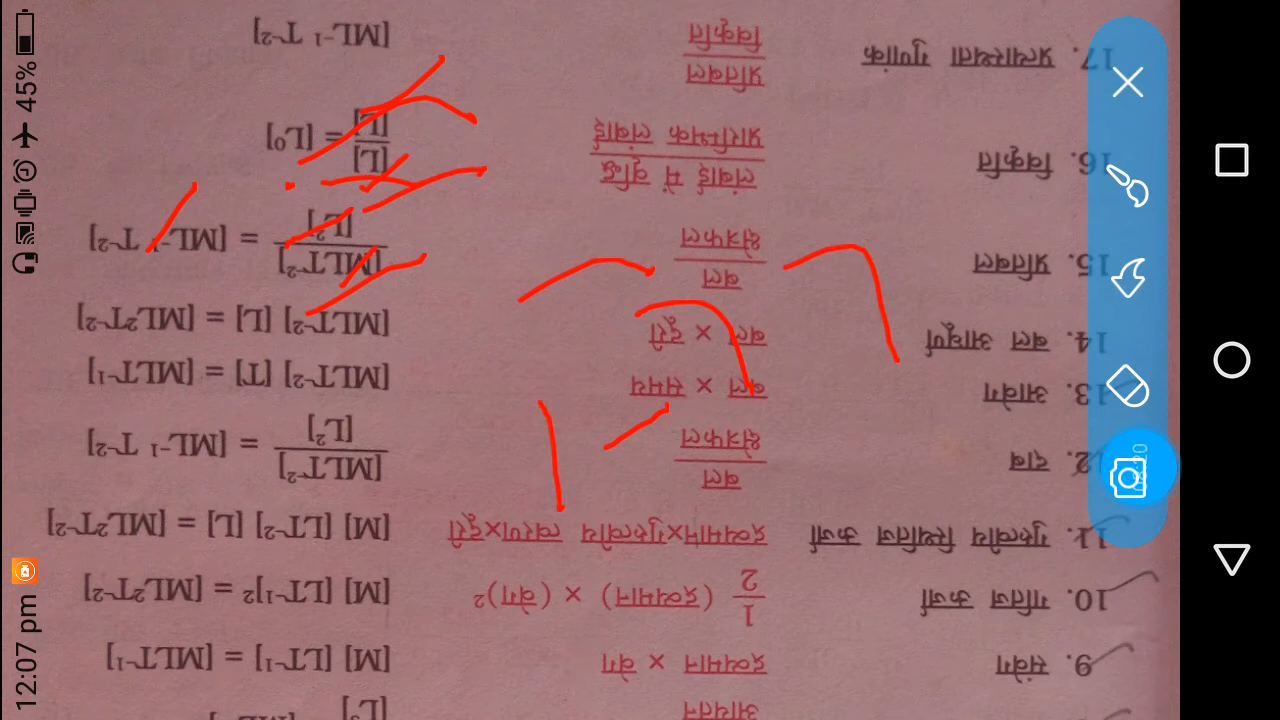 आयतन [L³]
9. संवेग द्रव्यमान × वेग [M] [LT⁻¹] = [MLT⁻¹]
10. गतिज ऊर्जा 1/2 (द्रव्यमान) × (वेग)² [M] [LT⁻¹]² = [ML²T⁻²]
11. गुरुत्वीय स्थितिज ऊर्जा द्रव्यमान×गुरुत्वीय त्वरण×दूरी [M] [LT⁻²] [L] = [ML²T⁻²]
12. दाब बल/क्षेत्रफल [MLT⁻²]/[L²] = [ML⁻¹ T⁻²]
13. आवेग बल × समय [MLT⁻²] [T] = [MLT⁻¹]
14. बल आघूर्ण बल × दूरी [MLT⁻²] [L] = [ML²T⁻²]
15. प्रतिबल बल/क्षेत्रफल [MLT⁻²]/[L²] = [ML⁻¹ T⁻²]
16. विकृति लंबाई में वृद्धि/प्रारम्भिक लंबाई [L]/[L] = [L⁰]
17. प्रत्यास्थता गुणांक प्रतिबल/विकृति [ML⁻¹ T⁻²]
12:07 pm
45%